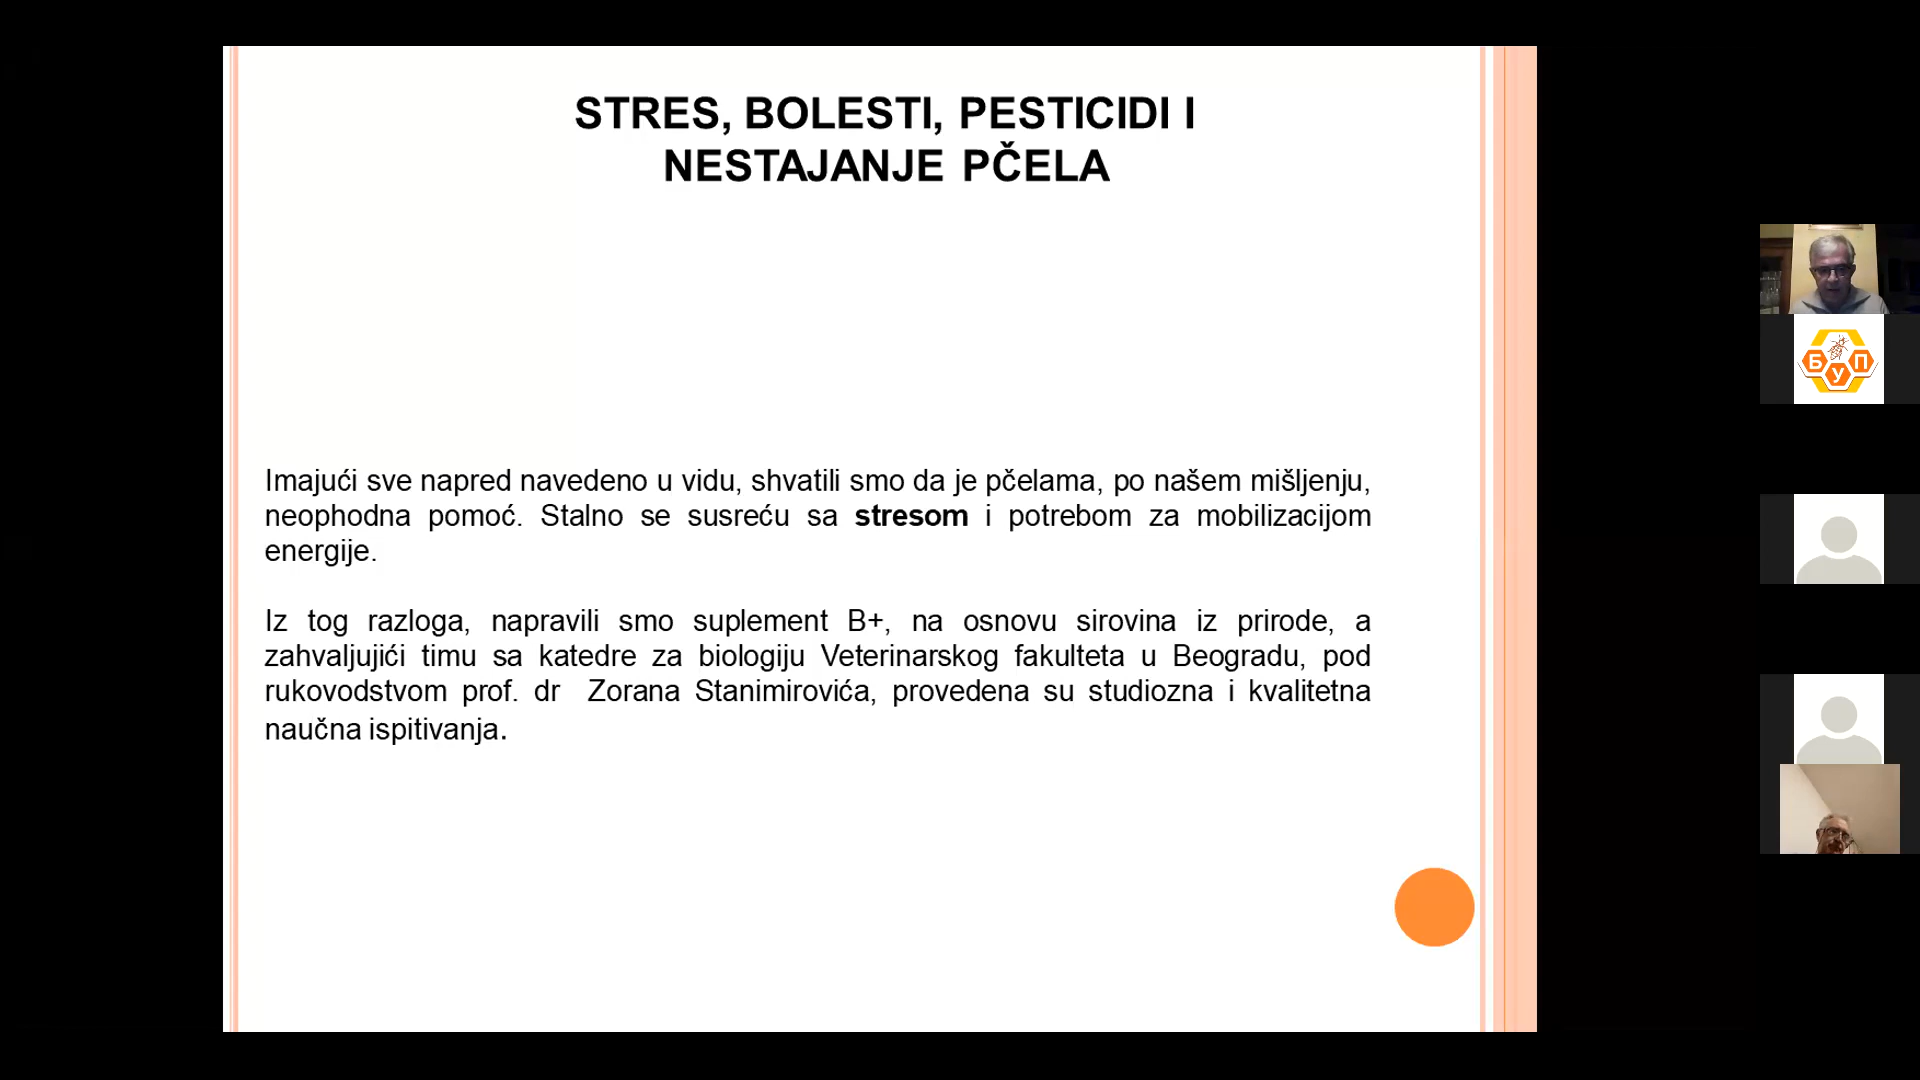 STRES, BOLESTI, PESTICIDI I
NESTAJANJE PČELA
Imajući sve napred navedeno u vidu, shvatili smo da je pčelama, po našem mišljenju,
neophodna pomoć. Stalno se susreću sa stresom i potrebom za mobilizacijom
energije.
Iz tog razloga, napravili smo suplement B+, na osnovu sirovina iz prirode, a
zahvaljujići timu sa katedre za biologiju Veterinarskog fakulteta u Beogradu, pod
rukovodstvom prof. dr Zorana Stanimirovića, provedena su studiozna i kvalitetna
naučna ispitivanja.
Б У П